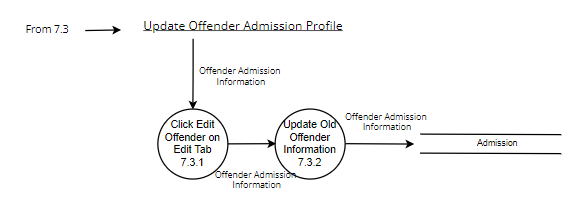 From 7.3
Update Offender Admission Profile
Offender Admission
Information
Click Edit
Offender on
Edit Tab
7.3.1
Update Old
Offender
Information
7.3.2
Offender Admission
Information
Offender Admission
Information
Admission